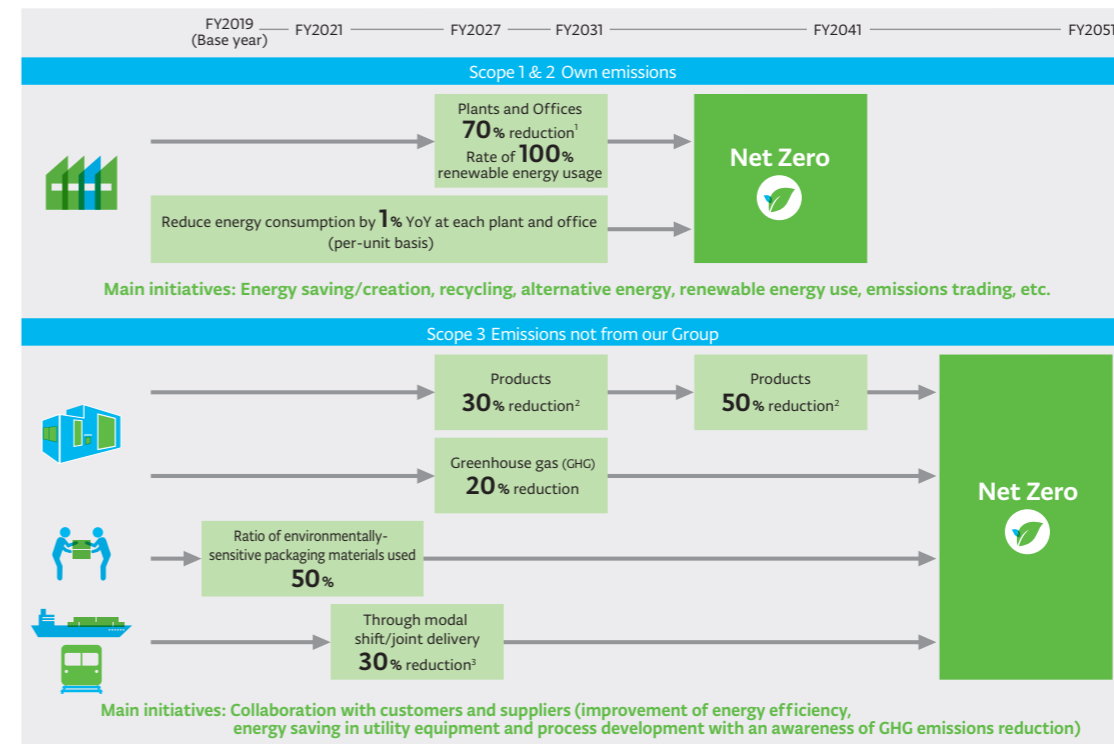 FY2019
(Base year)
FY2021
FY2027
FY2031
FY2041
FY2051
Scope 1 & 2 Own emissions
Plants and Offices
70% reduction¹
Rate of 100%
renewable energy usage
Net Zero
Reduce energy consumption by 1% YoY at each plant and office
(per-unit basis)
Main initiatives: Energy saving/creation, recycling, alternative energy, renewable energy use, emissions trading, etc.
Scope 3 Emissions not from our Group
Products
30% reduction²
Products
50% reduction²
Greenhouse gas (GHG)
20% reduction
Net Zero
Ratio of environmentally-
sensitive packaging materials used
50%
Through modal
shift/joint delivery
30% reduction³
Main initiatives: Collaboration with customers and suppliers (improvement of energy efficiency,
energy saving in utility equipment and process development with an awareness of GHG emissions reduction)